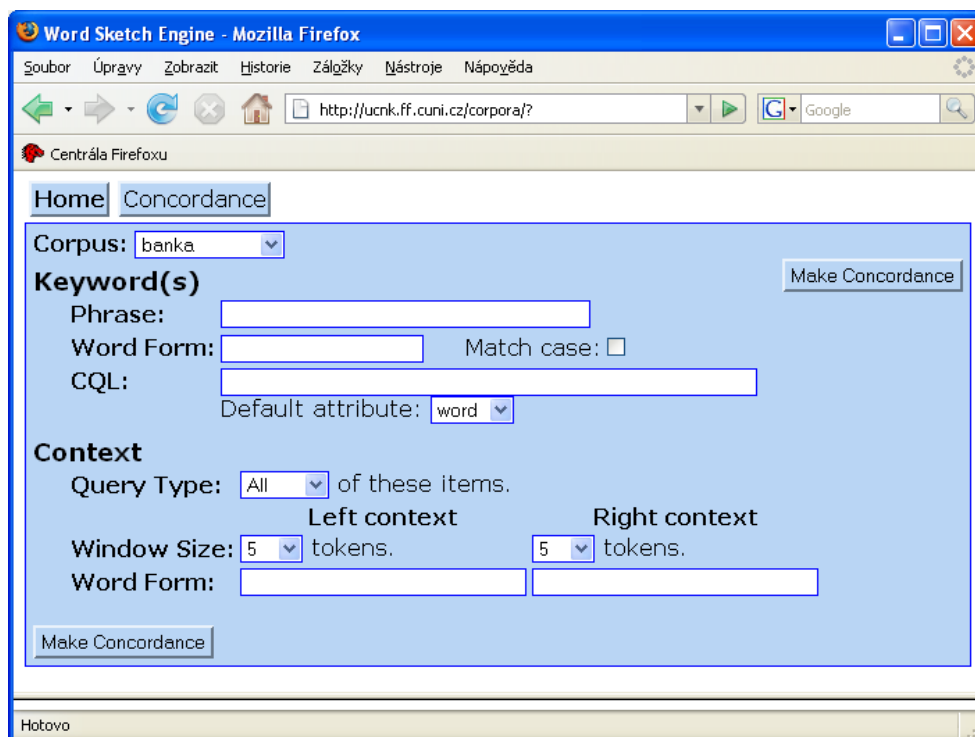 Word Sketch Engine - Mozilla Firefox
Soubor Úpravy Zobrazit Historie Záložky Nástroje Nápověda
http://ucnk.ff.cuni.cz/corpora/? G Google
Centrála Firefoxu
Home Concordance
Corpus: banka
Make Concordance
Keyword(s)
Phrase:
Word Form: Match case:
CQL:
Default attribute: word
Context
Query Type: All of these items.
Left context Right context
Window Size: 5 tokens. 5 tokens.
Word Form:
Make Concordance
Hotovo